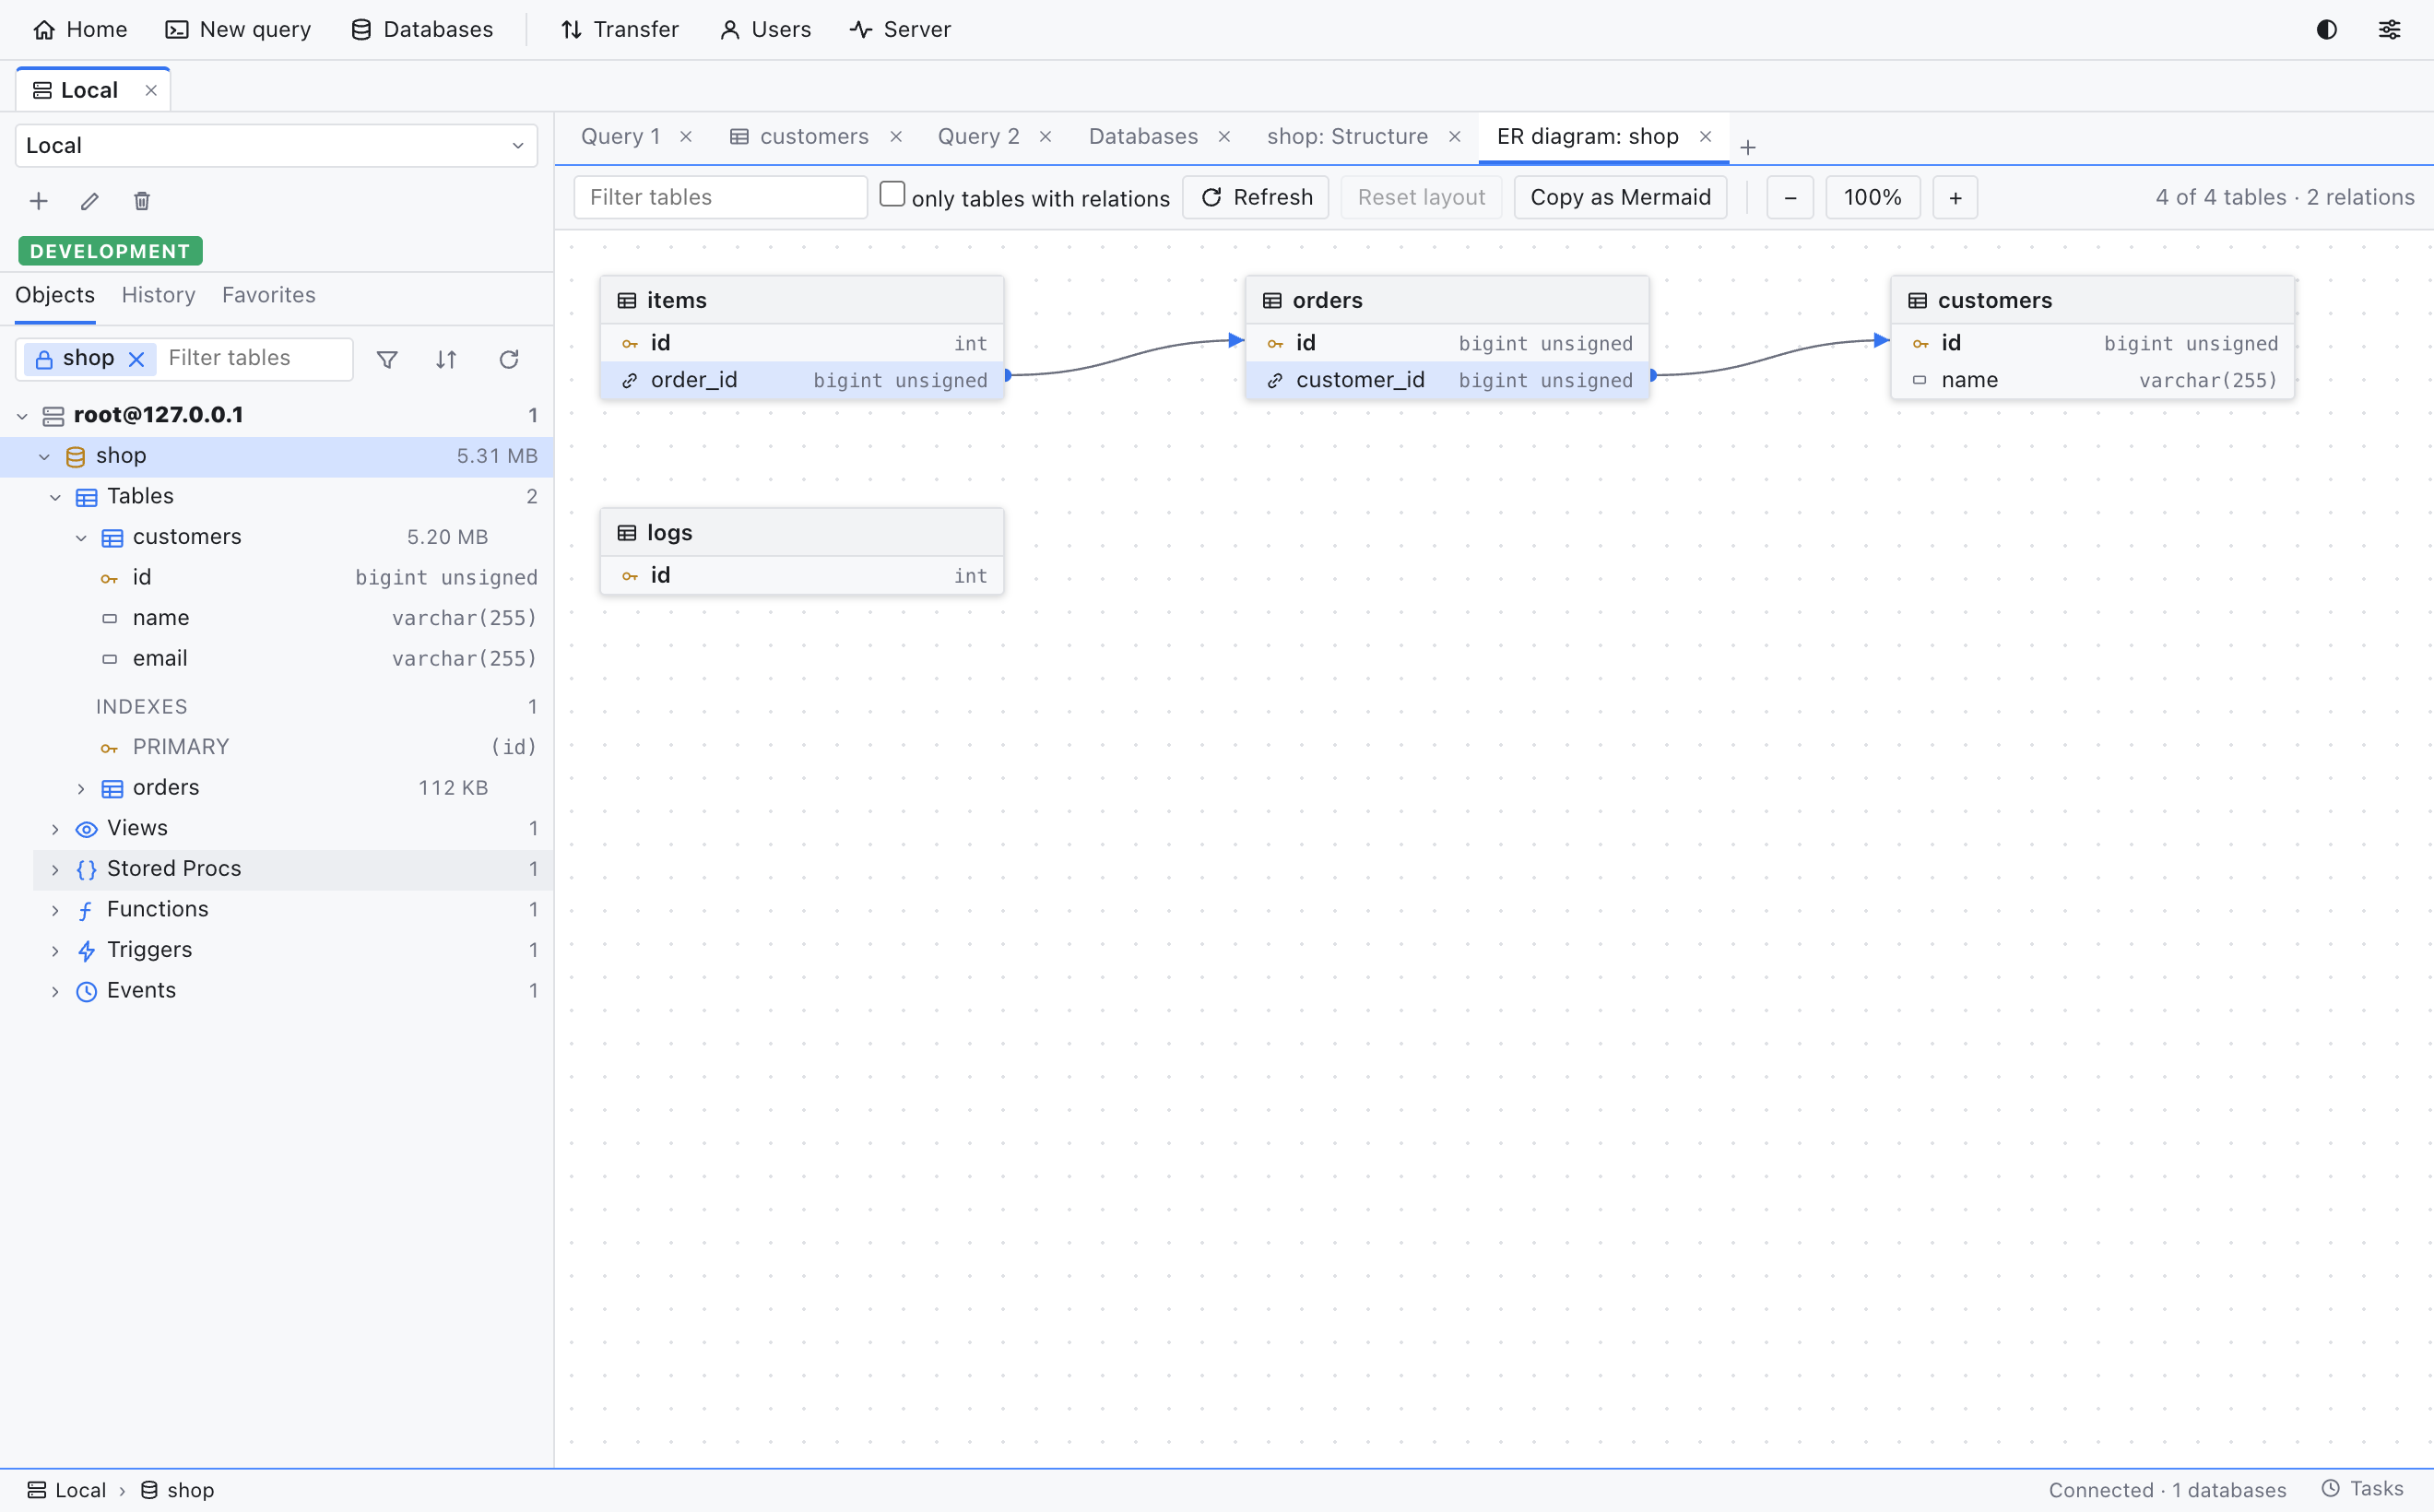 Home New query Databases Transfer Users Server
Local
Local
DEVELOPMENT
Objects History Favorites
shop Filter tables
root@127.0.0.1 1
shop 5.31 MB
Tables 2
customers 5.20 MB
id bigint unsigned
name varchar(255)
email varchar(255)
INDEXES 1
PRIMARY (id)
orders 112 KB
Views 1
Stored Procs 1
Functions 1
Triggers 1
Events 1
Query 1 customers Query 2 Databases shop: Structure ER diagram: shop
Filter tables only tables with relations Refresh Reset layout Copy as Mermaid − 100% + 4 of 4 tables · 2 relations
items
id int
order_id bigint unsigned
orders
id bigint unsigned
customer_id bigint unsigned
customers
id bigint unsigned
name varchar(255)
logs
id int
Local › shop Connected · 1 databases Tasks